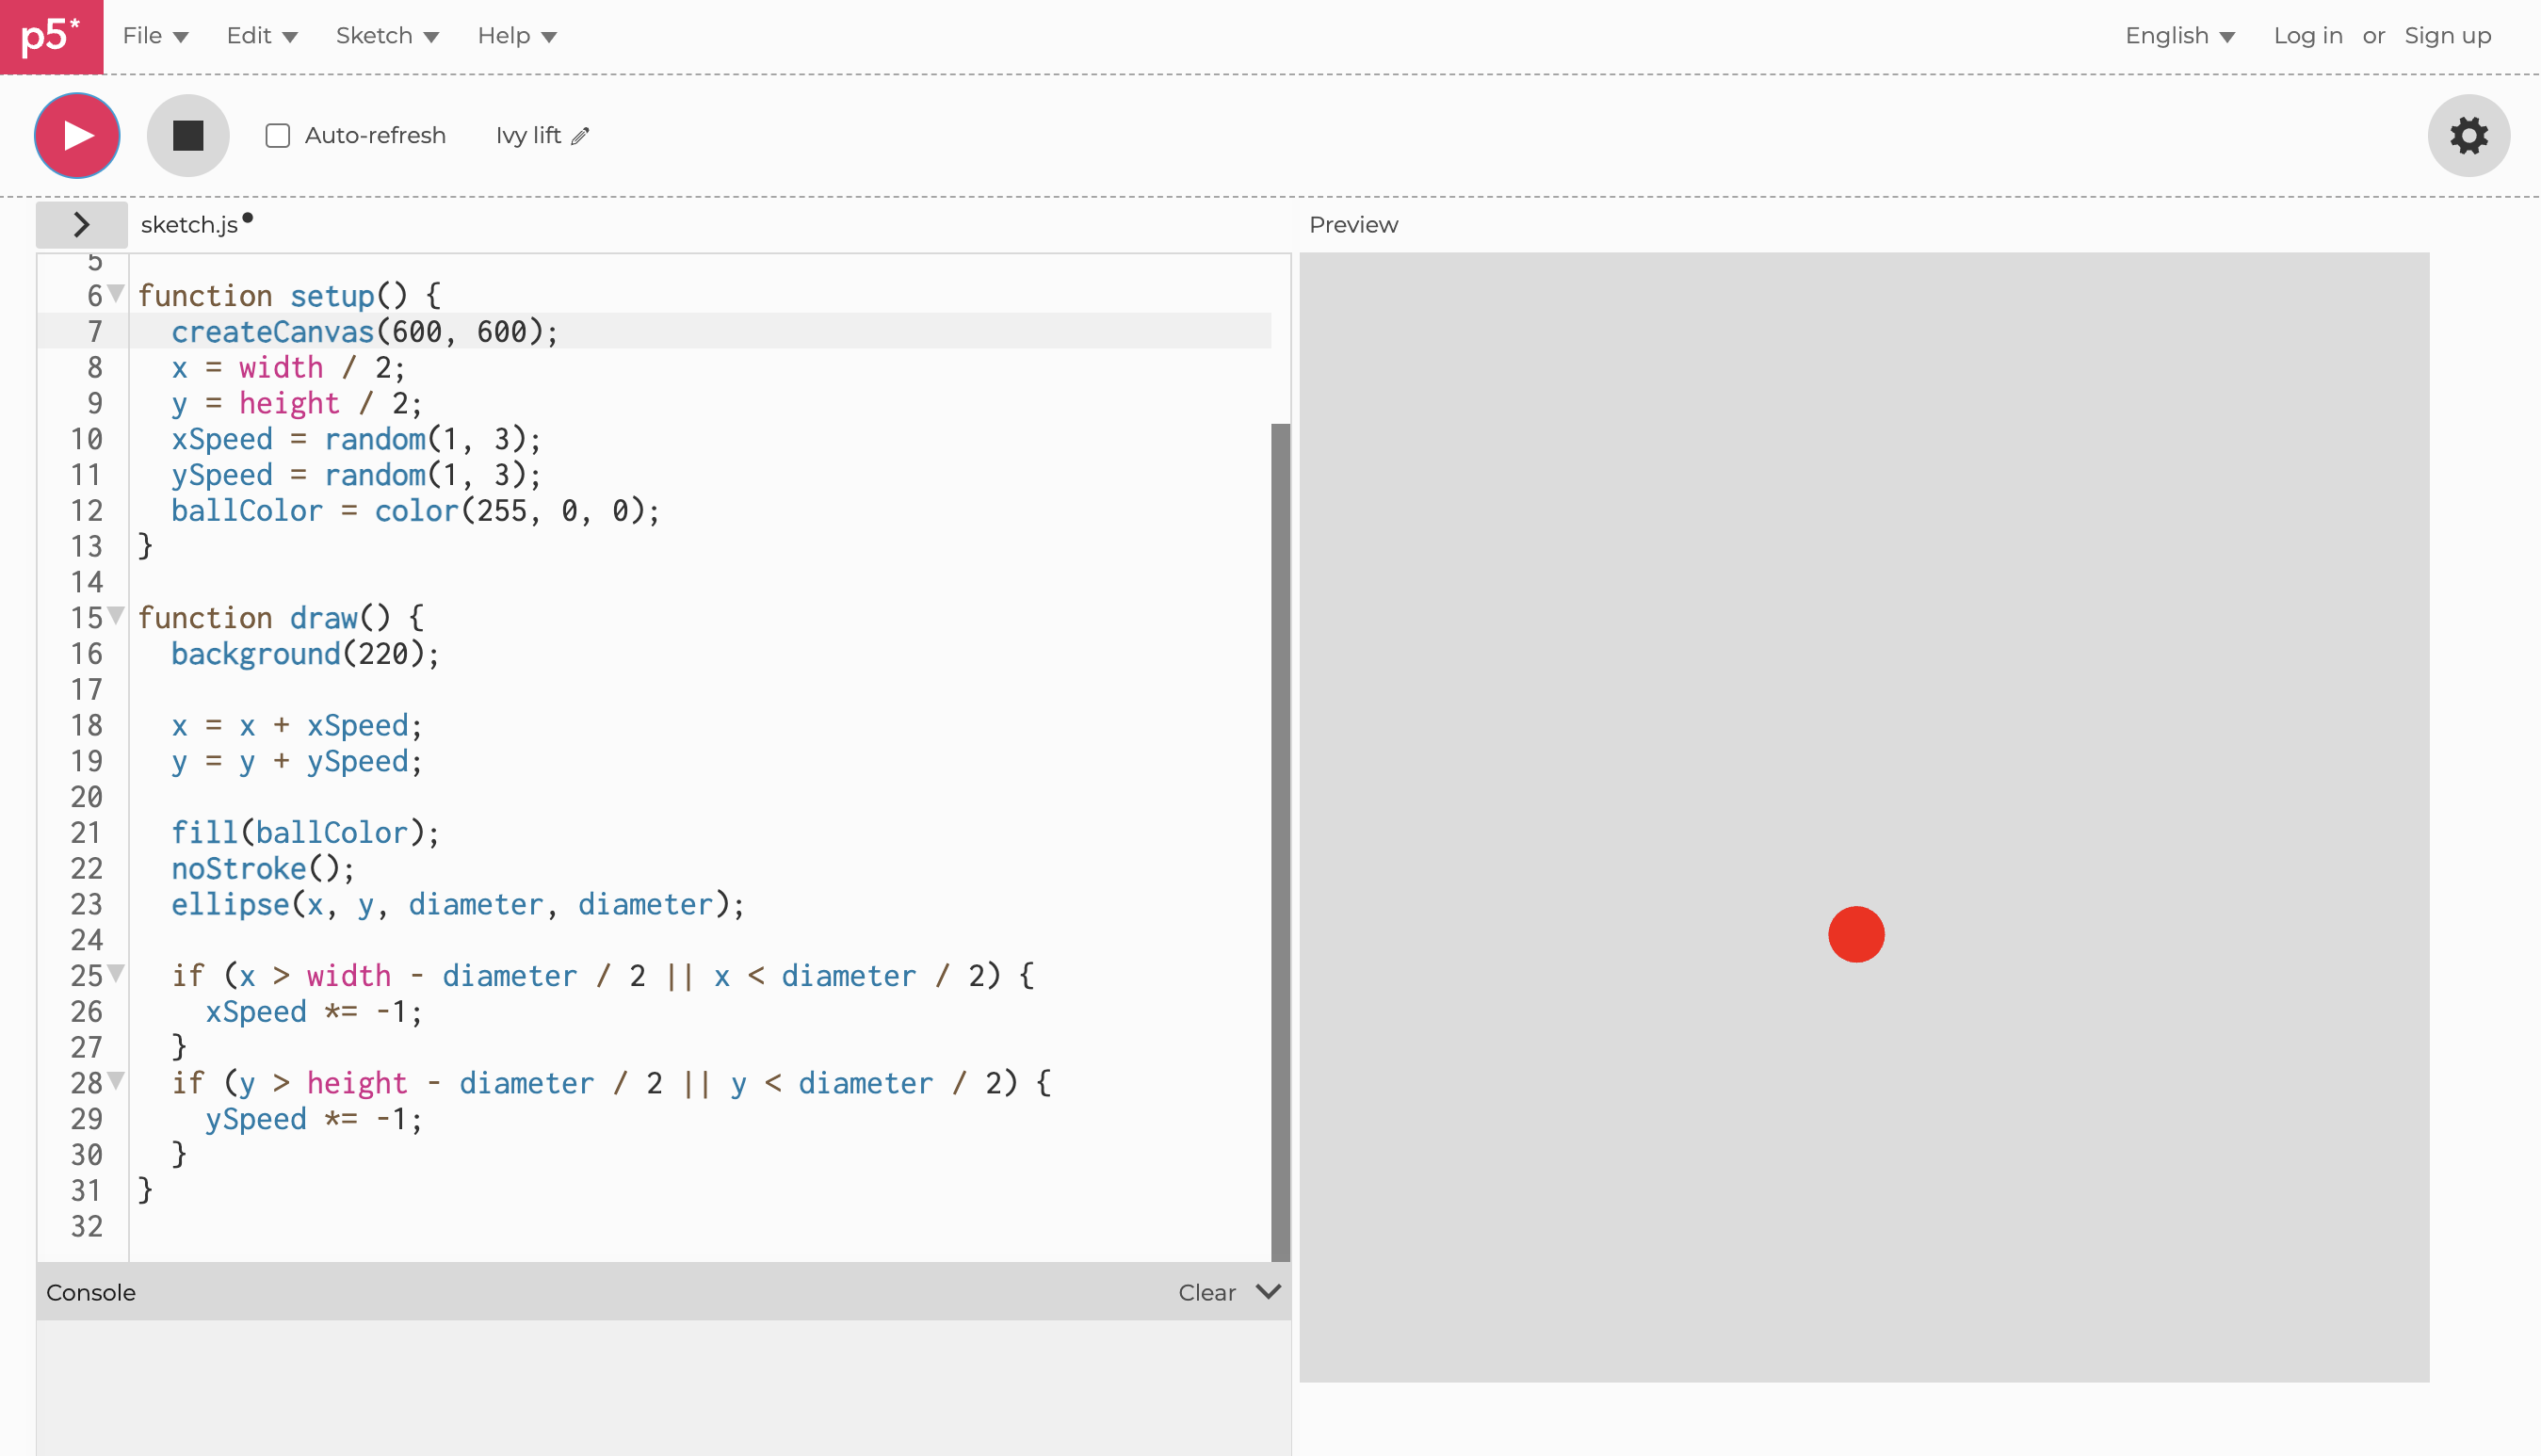 p5* File Edit Sketch Help English Log in or Sign up
Auto-refresh Ivy lift
sketch.js Preview
5
6 function setup() {
7   createCanvas(600, 600);
8   x = width / 2;
9   y = height / 2;
10   xSpeed = random(1, 3);
11   ySpeed = random(1, 3);
12   ballColor = color(255, 0, 0);
13 }
14
15 function draw() {
16   background(220);
17
18   x = x + xSpeed;
19   y = y + ySpeed;
20
21   fill(ballColor);
22   noStroke();
23   ellipse(x, y, diameter, diameter);
24
25   if (x > width - diameter / 2 || x < diameter / 2) {
26     xSpeed *= -1;
27   }
28   if (y > height - diameter / 2 || y < diameter / 2) {
29     ySpeed *= -1;
30   }
31 }
32
Console Clear